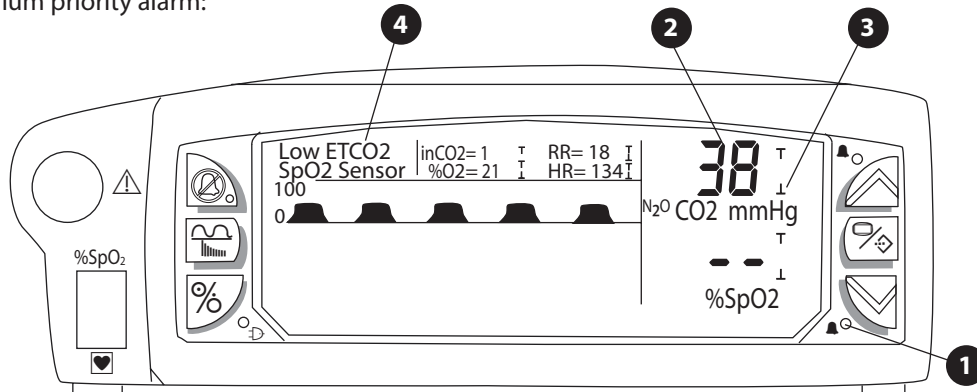 ium priority alarm:
4
2
3
Low ETCO2
SpO2 Sensor
inCO2= 1
%O2= 21
RR= 18
HR= 134
100
0
38
N₂O CO2 mmHg
-- 
%SpO2
%SpO₂
%
1